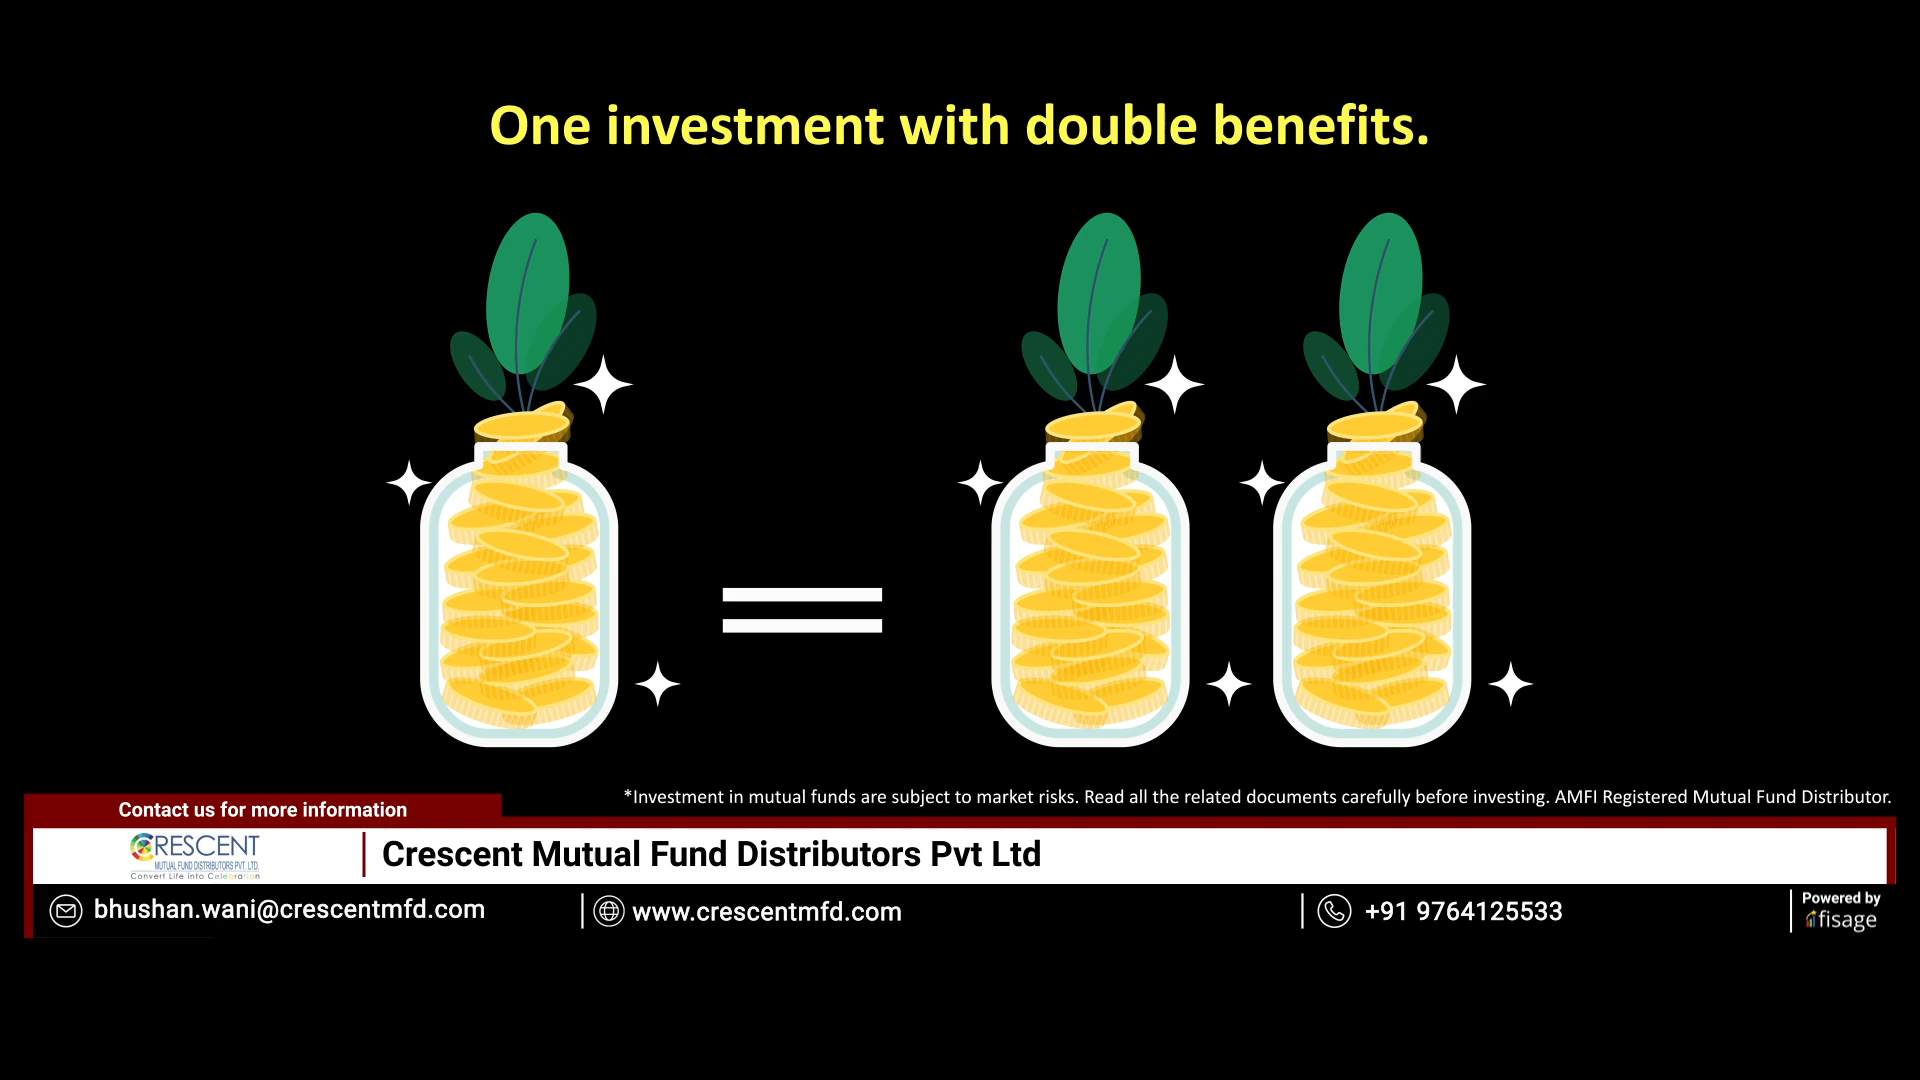 One investment with double benefits.
*Investment in mutual funds are subject to market risks. Read all the related documents carefully before investing. AMFI Registered Mutual Fund Distributor.
Contact us for more information
CRESCENT
MUTUAL FUND DISTRIBUTORS PVT. LTD.
Convert Life into Celebration
Crescent Mutual Fund Distributors Pvt Ltd
bhushan.wani@crescentmfd.com
www.crescentmfd.com
+91 9764125533
Powered by
fisage